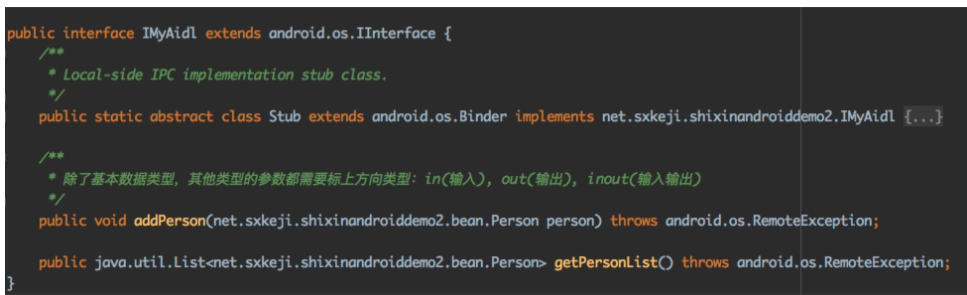 public interface IMyAidl extends android.os.IInterface {
/**
* Local-side IPC implementation stub class.
*/
public static abstract class Stub extends android.os.Binder implements net.sxkeji.shixinandroiddemo2.IMyAidl {...}
/**
* 除了基本数据类型，其他类型的参数都需要标上方向类型：in(输入), out(输出), inout(输入输出)
*/
public void addPerson(net.sxkeji.shixinandroiddemo2.bean.Person person) throws android.os.RemoteException;
public java.util.List<net.sxkeji.shixinandroiddemo2.bean.Person> getPersonList() throws android.os.RemoteException;
}